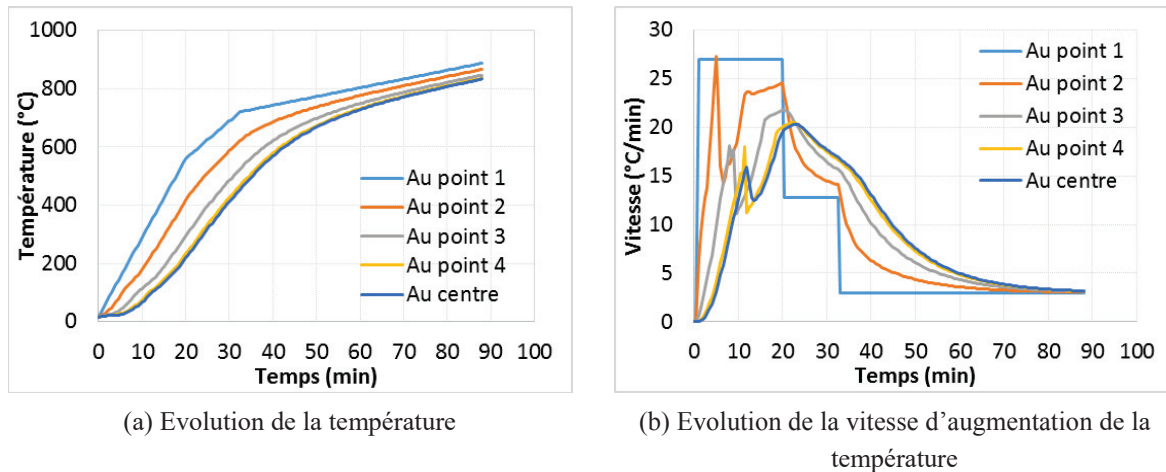 Température (°C)
1000
800
600
400
200
0
Au point 1
Au point 2
Au point 3
Au point 4
Au centre
0 10 20 30 40 50 60 70 80 90 100
Temps (min)
(a) Evolution de la température
Vitesse (°C/min)
30
25
20
15
10
5
0
Au point 1
Au point 2
Au point 3
Au point 4
Au centre
0 10 20 30 40 50 60 70 80 90 100
Temps (min)
(b) Evolution de la vitesse d’augmentation de la
température